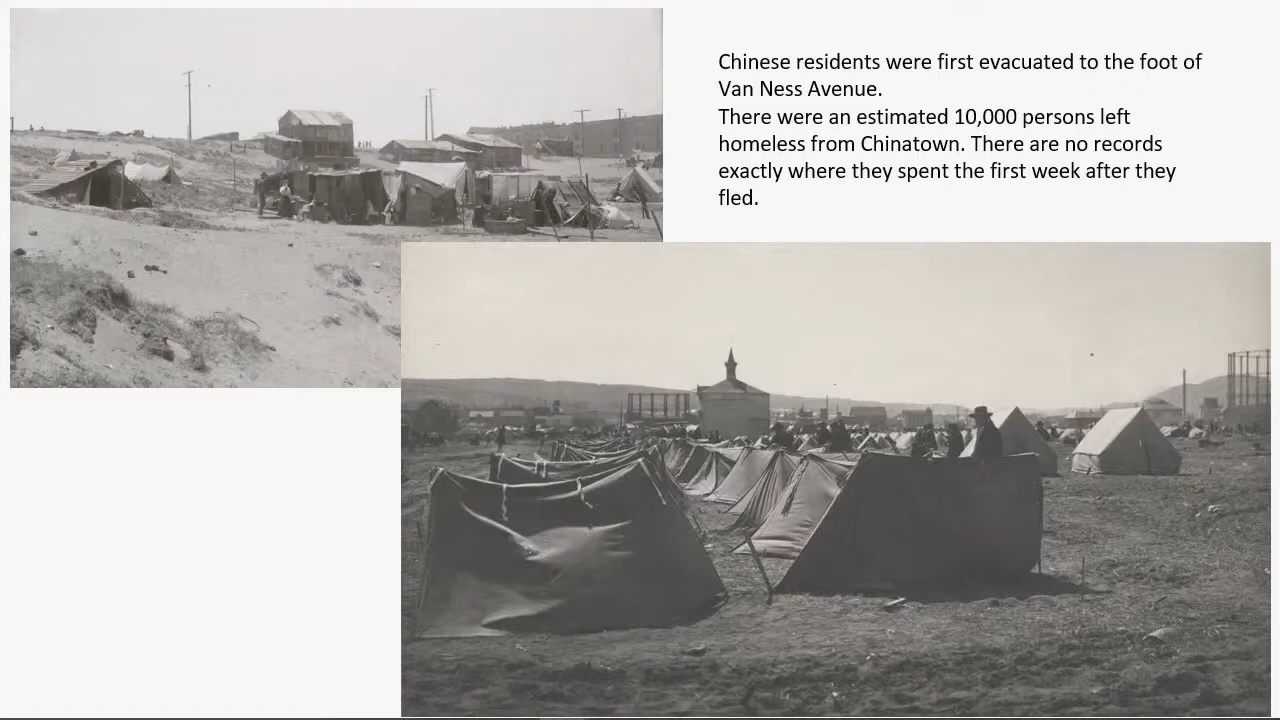 Chinese residents were first evacuated to the foot of
Van Ness Avenue.
There were an estimated 10,000 persons left
homeless from Chinatown. There are no records
exactly where they spent the first week after they
fled.